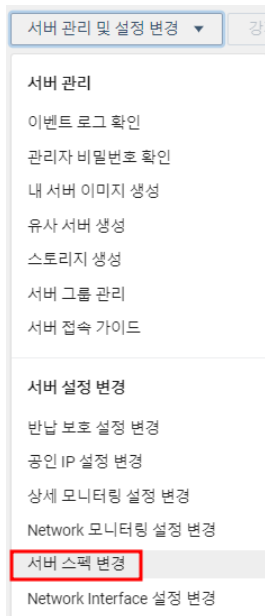 서버 관리 및 설정 변경 ▼ 강
서버 관리
이벤트 로그 확인
관리자 비밀번호 확인
내 서버 이미지 생성
유사 서버 생성
스토리지 생성
서버 그룹 관리
서버 접속 가이드
서버 설정 변경
반납 보호 설정 변경
공인 IP 설정 변경
상세 모니터링 설정 변경
Network 모니터링 설정 변경
서버 스펙 변경
Network Interface 설정 변경